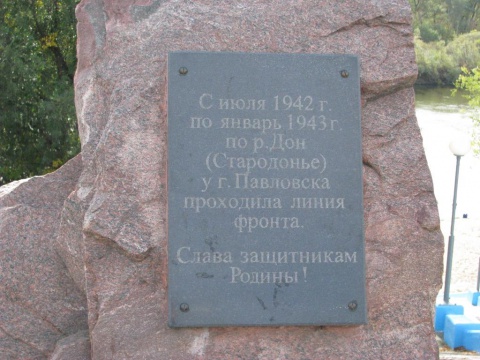 С июля 1942 г.
по январь 1943 г.
по р. Дон
(Стародонье)
у г. Павловска
проходила линия
фронта.
Слава защитникам
Родины!